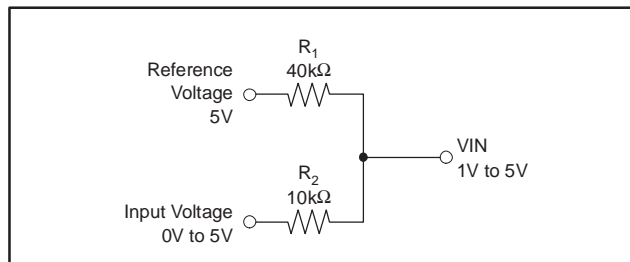 R1
40kΩ
Reference
Voltage
5V
VIN
1V to 5V
R2
10kΩ
Input Voltage
0V to 5V